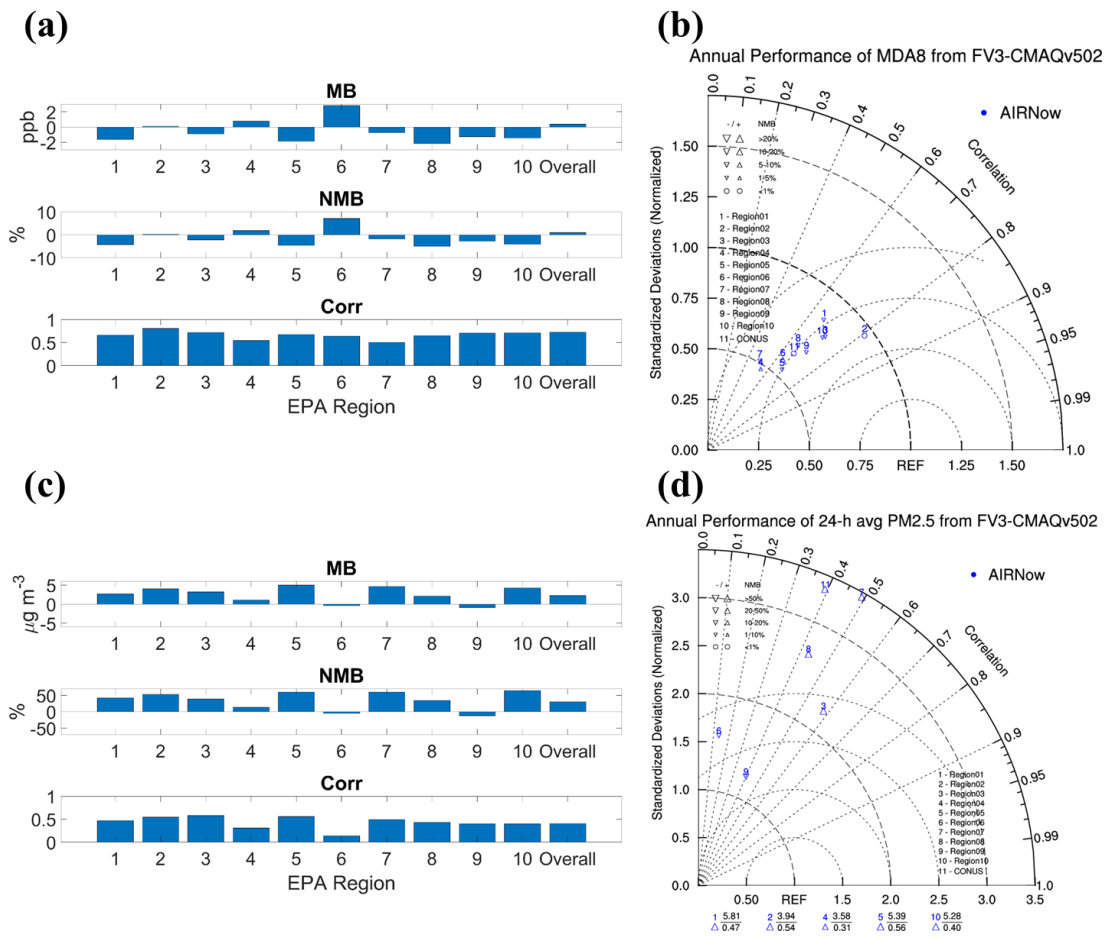 (a)
MB
ppb
2
0
-2
1 2 3 4 5 6 7 8 9 10 Overall
NMB
%
10
0
-10
1 2 3 4 5 6 7 8 9 10 Overall
Corr
1
0.5
0
1 2 3 4 5 6 7 8 9 10 Overall
EPA Region
(b)
Annual Performance of MDA8 from FV3-CMAQv502
AIRNow
- / + NMB
>20%
10-20%
5-10%
1-5%
<1%
1 - Region01
2 - Region02
3 - Region03
4 - Region04
5 - Region05
6 - Region06
7 - Region07
8 - Region08
9 - Region09
10 - Region10
11 - CONUS
Standardized Deviations (Normalized)
1.50
1.25
1.00
0.75
0.50
0.25
0.00
0.25 0.50 0.75 REF 1.25 1.50
0.0 0.1 0.2 0.3 0.4 0.5 0.6 0.7 0.8 0.9 0.95 0.99 1.0
Correlation
1
2
10
8
9
11
6
7
5
4
(c)
MB
μg m-3
5
0
-5
1 2 3 4 5 6 7 8 9 10 Overall
NMB
%
50
0
-50
1 2 3 4 5 6 7 8 9 10 Overall
Corr
1
0.5
0
1 2 3 4 5 6 7 8 9 10 Overall
EPA Region
(d)
Annual Performance of 24-h avg PM2.5 from FV3-CMAQv502
AIRNow
- / + NMB
>50%
20-50%
10-20%
1-10%
<1%
Standardized Deviations (Normalized)
3.0
2.5
2.0
1.5
1.0
0.5
0.0
0.50 REF 1.5 2.0 2.5 3.0 3.5
0.0 0.1 0.2 0.3 0.4 0.5 0.6 0.7 0.8 0.9 0.95 0.99 1.0
Correlation
11
8
3
6
9
1 - Region01
2 - Region02
3 - Region03
4 - Region04
5 - Region05
6 - Region06
7 - Region07
8 - Region08
9 - Region09
10 - Region10
11 - CONUS
1 5.81 2 3.94 4 3.58 5 5.39 10 5.28
0.47 0.54 0.31 0.56 0.40